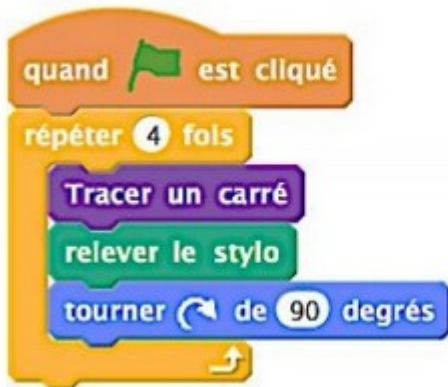 quand est cliqué
répéter 4 fois
Tracer un carré
relever le stylo
tourner de 90 degrés